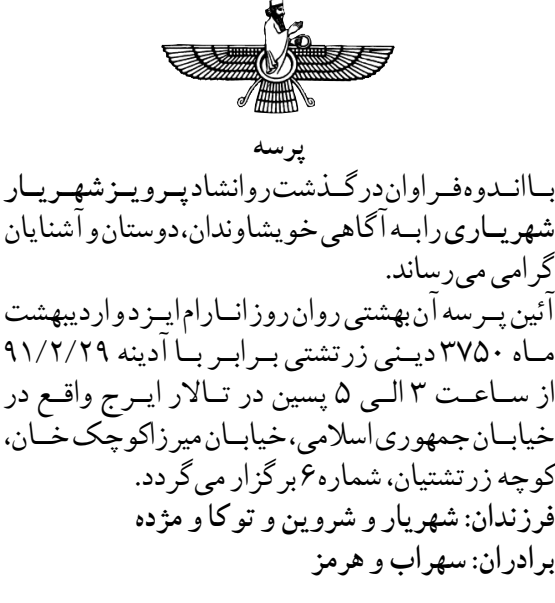 پرسه
با اندوه فراوان درگذشت روانشاد پرویز شهریار
شهریاری را به آگاهی خویشاوندان، دوستان و آشنایان
گرامی می‌رساند.
آئین پرسه آن بهشتی روان روز انارام ایزد و اردیبهشت
ماه ۳۷۵۰ دینی زرتشتی برابر با آدینه ۹۱/۲/۲۹
از ساعت ۳ الی ۵ پسین در تالار ایرج واقع در
خیابان جمهوری اسلامی، خیابان میرزاکوچک خان،
کوچه زرتشتیان، شماره ۶ برگزار می‌گردد.
فرزندان: شهریار و شروین و توکا و مژده
برادران: سهراب و هرمز